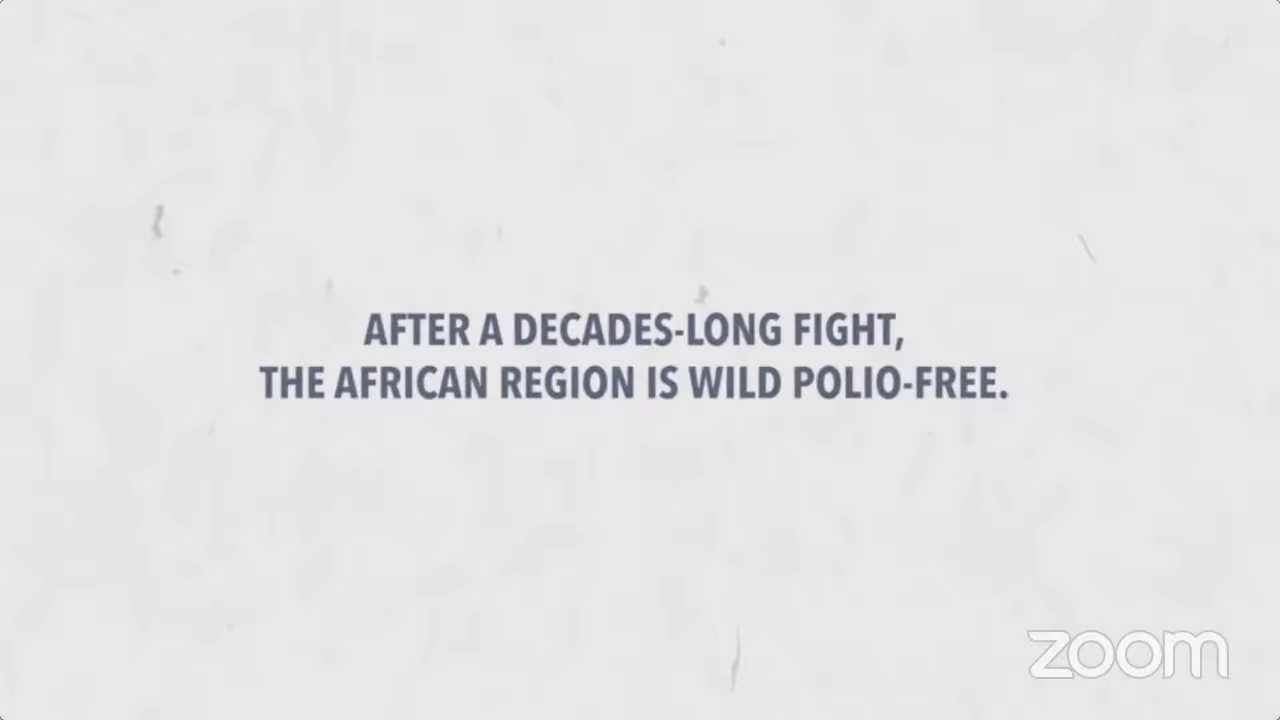 AFTER A DECADES-LONG FIGHT,
THE AFRICAN REGION IS WILD POLIO-FREE.
zoom